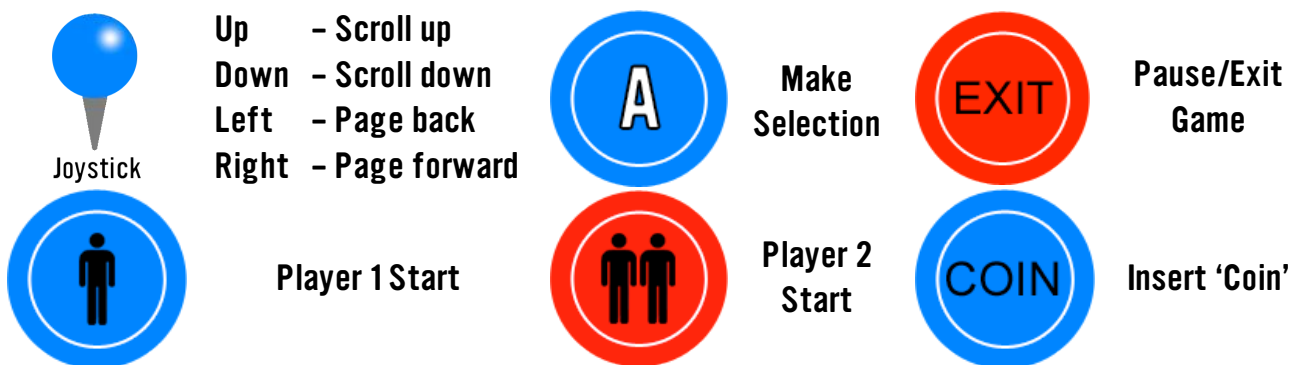 Up – Scroll up
Down – Scroll down
Left – Page back
Right – Page forward
Joystick
A
Make
Selection
EXIT
Pause/Exit
Game
Player 1 Start
Player 2
Start
COIN
Insert ‘Coin’